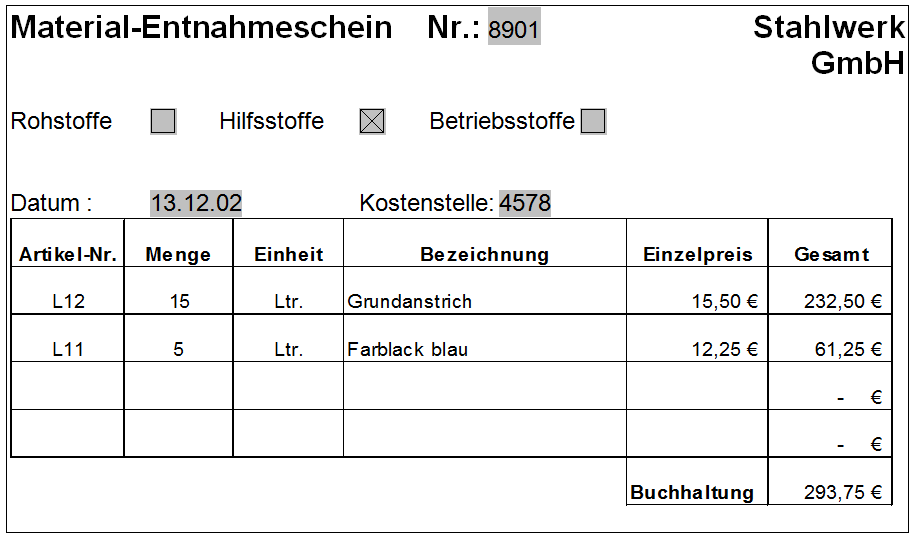 Material-Entnahmeschein Nr.: 8901 Stahlwerk
GmbH
Rohstoffe Hilfsstoffe Betriebsstoffe
Datum : 13.12.02 Kostenstelle: 4578
Artikel-Nr. Menge Einheit Bezeichnung Einzelpreis Gesamt
L12 15 Ltr. Grundanstrich 15,50 € 232,50 €
L11 5 Ltr. Farblack blau 12,25 € 61,25 €
- €
- €
Buchhaltung 293,75 €